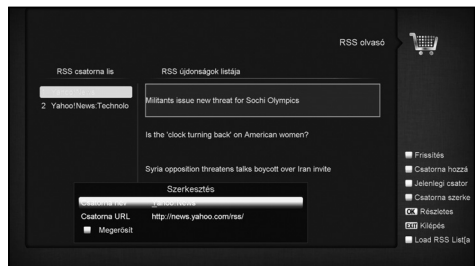 RSS olvasó
RSS csatorna lis
RSS újdonságok listája
2 Yahoo!News:Technolo
Militants issue new threat for Sochi Olympics
Is the 'clock turning back' on American women?
Syria opposition threatens talks boycott over Iran invite
Szerkesztés
Csatorna név Yahoo!News
Csatorna URL http://news.yahoo.com/rss/
Megerősít
Frissítés
Csatorna hozzá
Jelenlegi csator
Csatorna szerke
OK Részletes
EXIT Kilépés
Load RSS List[a